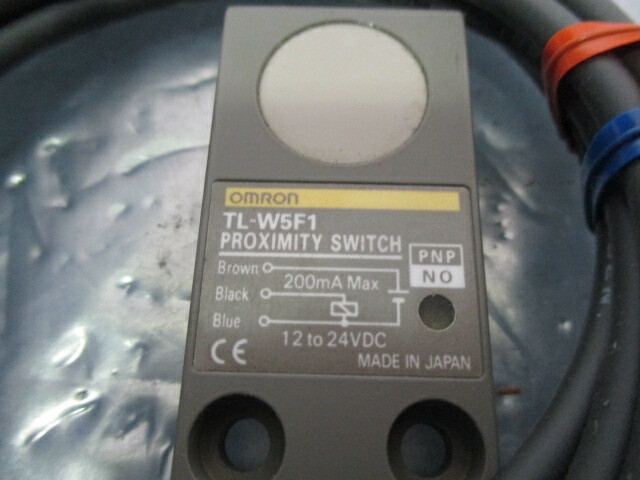 OMRON
TL-W5F1
PROXIMITY SWITCH
PNP
NO
Brown
200mA Max
Black
Blue
12 to 24VDC
CE
MADE IN JAPAN